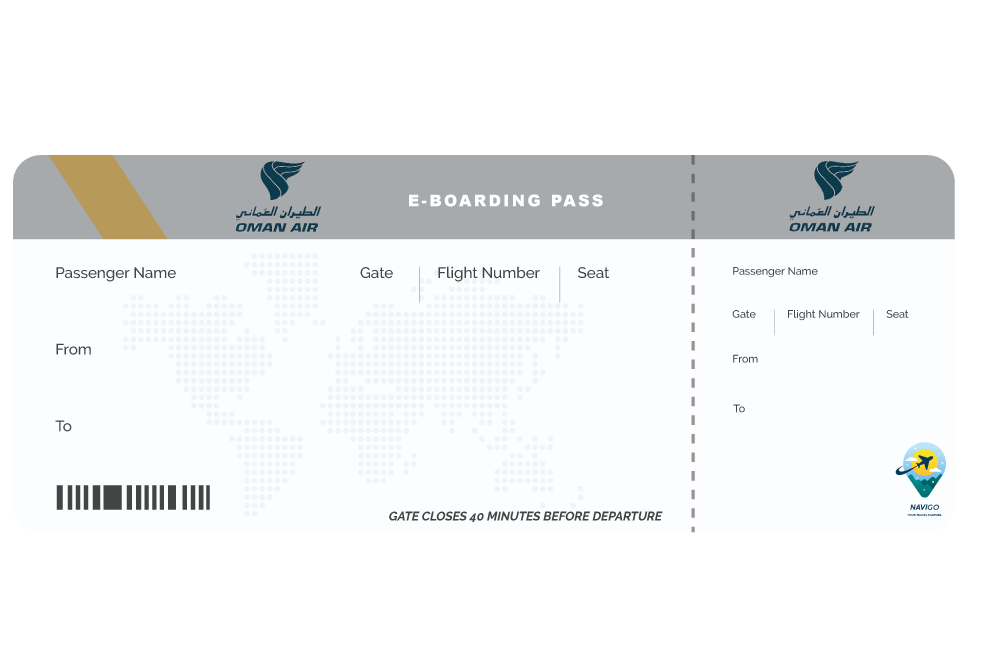 الطيران العُماني
OMAN AIR
E-BOARDING PASS
الطيران العُماني
OMAN AIR
Passenger Name
Gate
Flight Number
Seat
From
To
GATE CLOSES 40 MINUTES BEFORE DEPARTURE
Passenger Name
Gate
Flight Number
Seat
From
To
NAVIGO